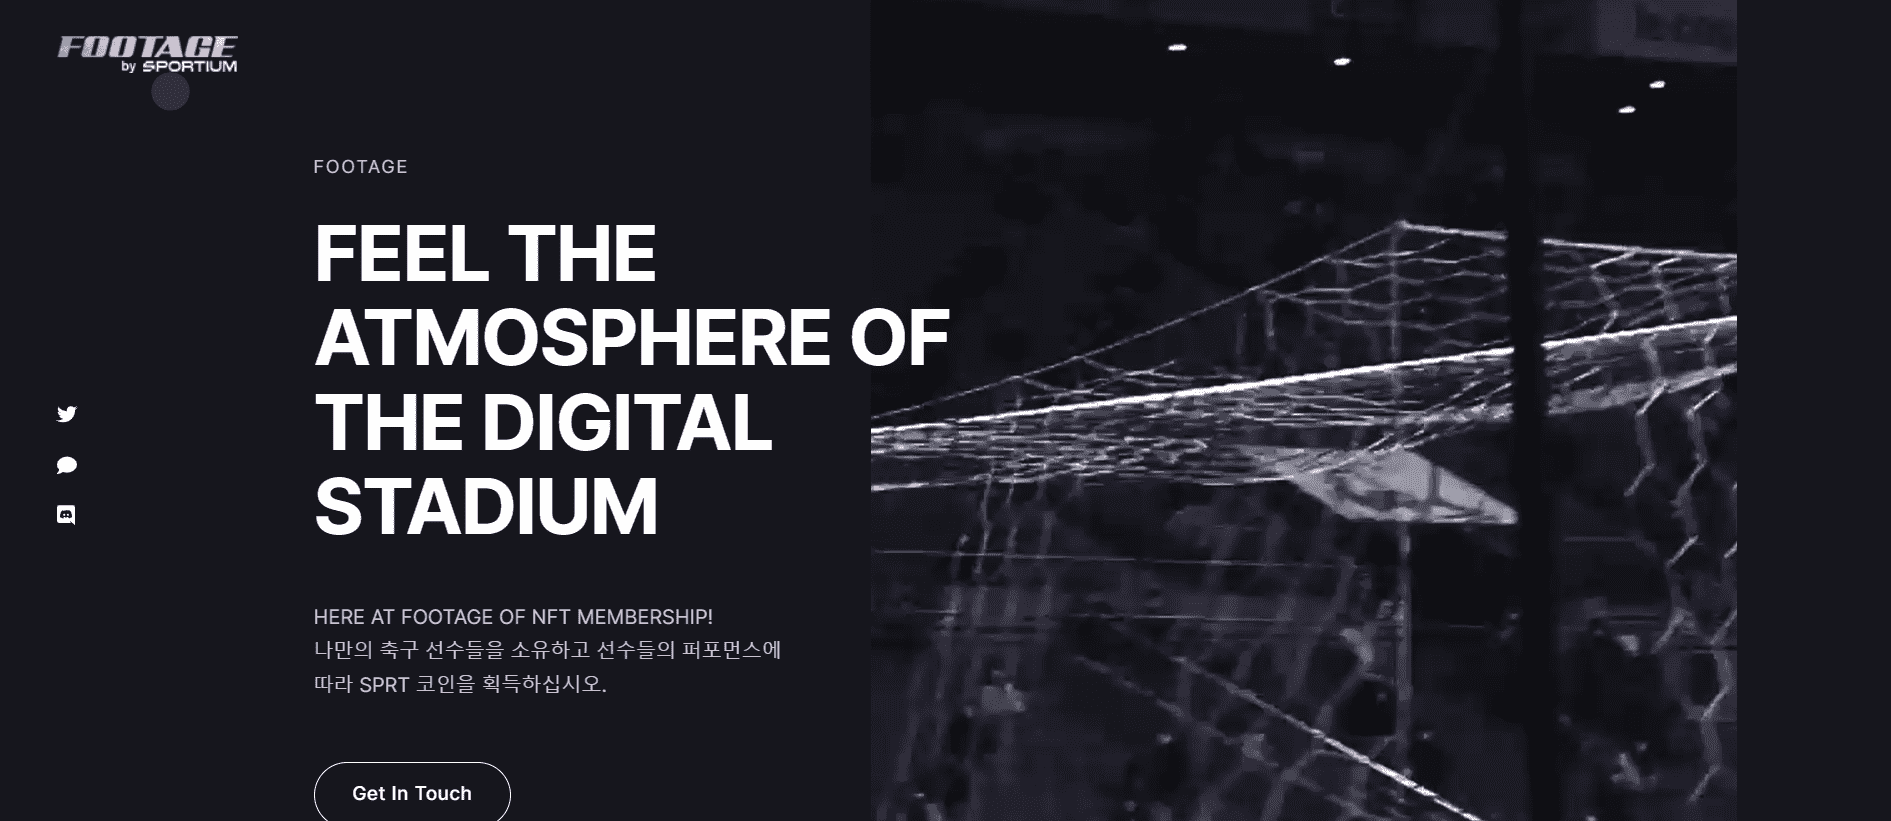 FOOTAGE
by SPORTIUM
FOOTAGE
FEEL THE
ATMOSPHERE OF
THE DIGITAL
STADIUM
HERE AT FOOTAGE OF NFT MEMBERSHIP!
나만의 축구 선수들을 소유하고 선수들의 퍼포먼스에
따라 SPRT 코인을 획득하십시오.
Get In Touch